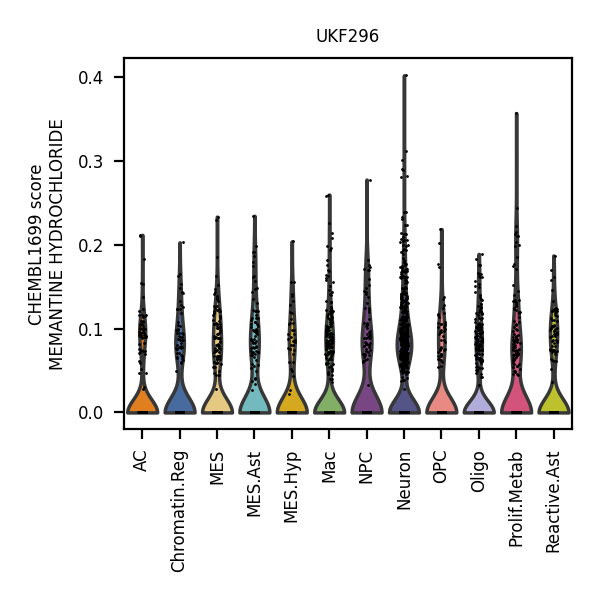 UKF296
CHEMBL1699 score
MEMANTINE HYDROCHLORIDE
0.4
0.3
0.2
0.1
0.0
AC
Chromatin.Reg
MES
MES.Ast
MES.Hyp
Mac
NPC
Neuron
OPC
Oligo
Prolif.Metab
Reactive.Ast